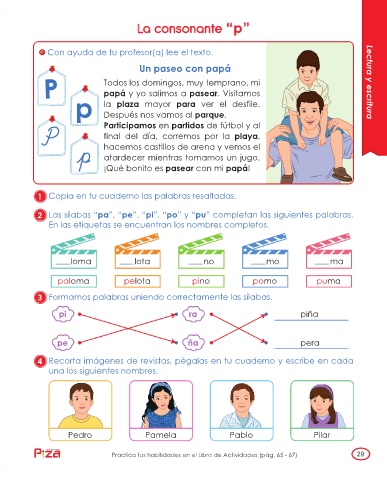 La consonante “p”
Con ayuda de tu profesor(a) lee el texto.
Un paseo con papá
Todos los domingos, muy temprano, mi
papá y yo salimos a pasear. Visitamos
la plaza mayor para ver el desfile.
Después nos vamos al parque.
Participamos en partidos de fútbol y al
final del día, corremos por la playa,
hacemos castillos de arena y vemos el
atardecer mientras tomamos un jugo.
¡Qué bonito es pasear con mi papá!
P
p
P
p
Lectura y escritura
1 Copia en tu cuaderno las palabras resaltadas.
2 Las sílabas “pa”, “pe”, “pi”, “po” y “pu” completan las siguientes palabras.
En las etiquetas se encuentran los nombres completos.
___loma ___lota ___no ___mo ___ma
paloma pelota pino pomo puma
3 Formamos palabras uniendo correctamente las sílabas.
pi ra piña
pe ña pera
4 Recorta imágenes de revistas, pégalas en tu cuaderno y escribe en cada
una los siguientes nombres.
Pedro Pamela Pablo Pilar
Piza Practica tus habilidades en el Libro de Actividades (pág. 65 - 67) 29